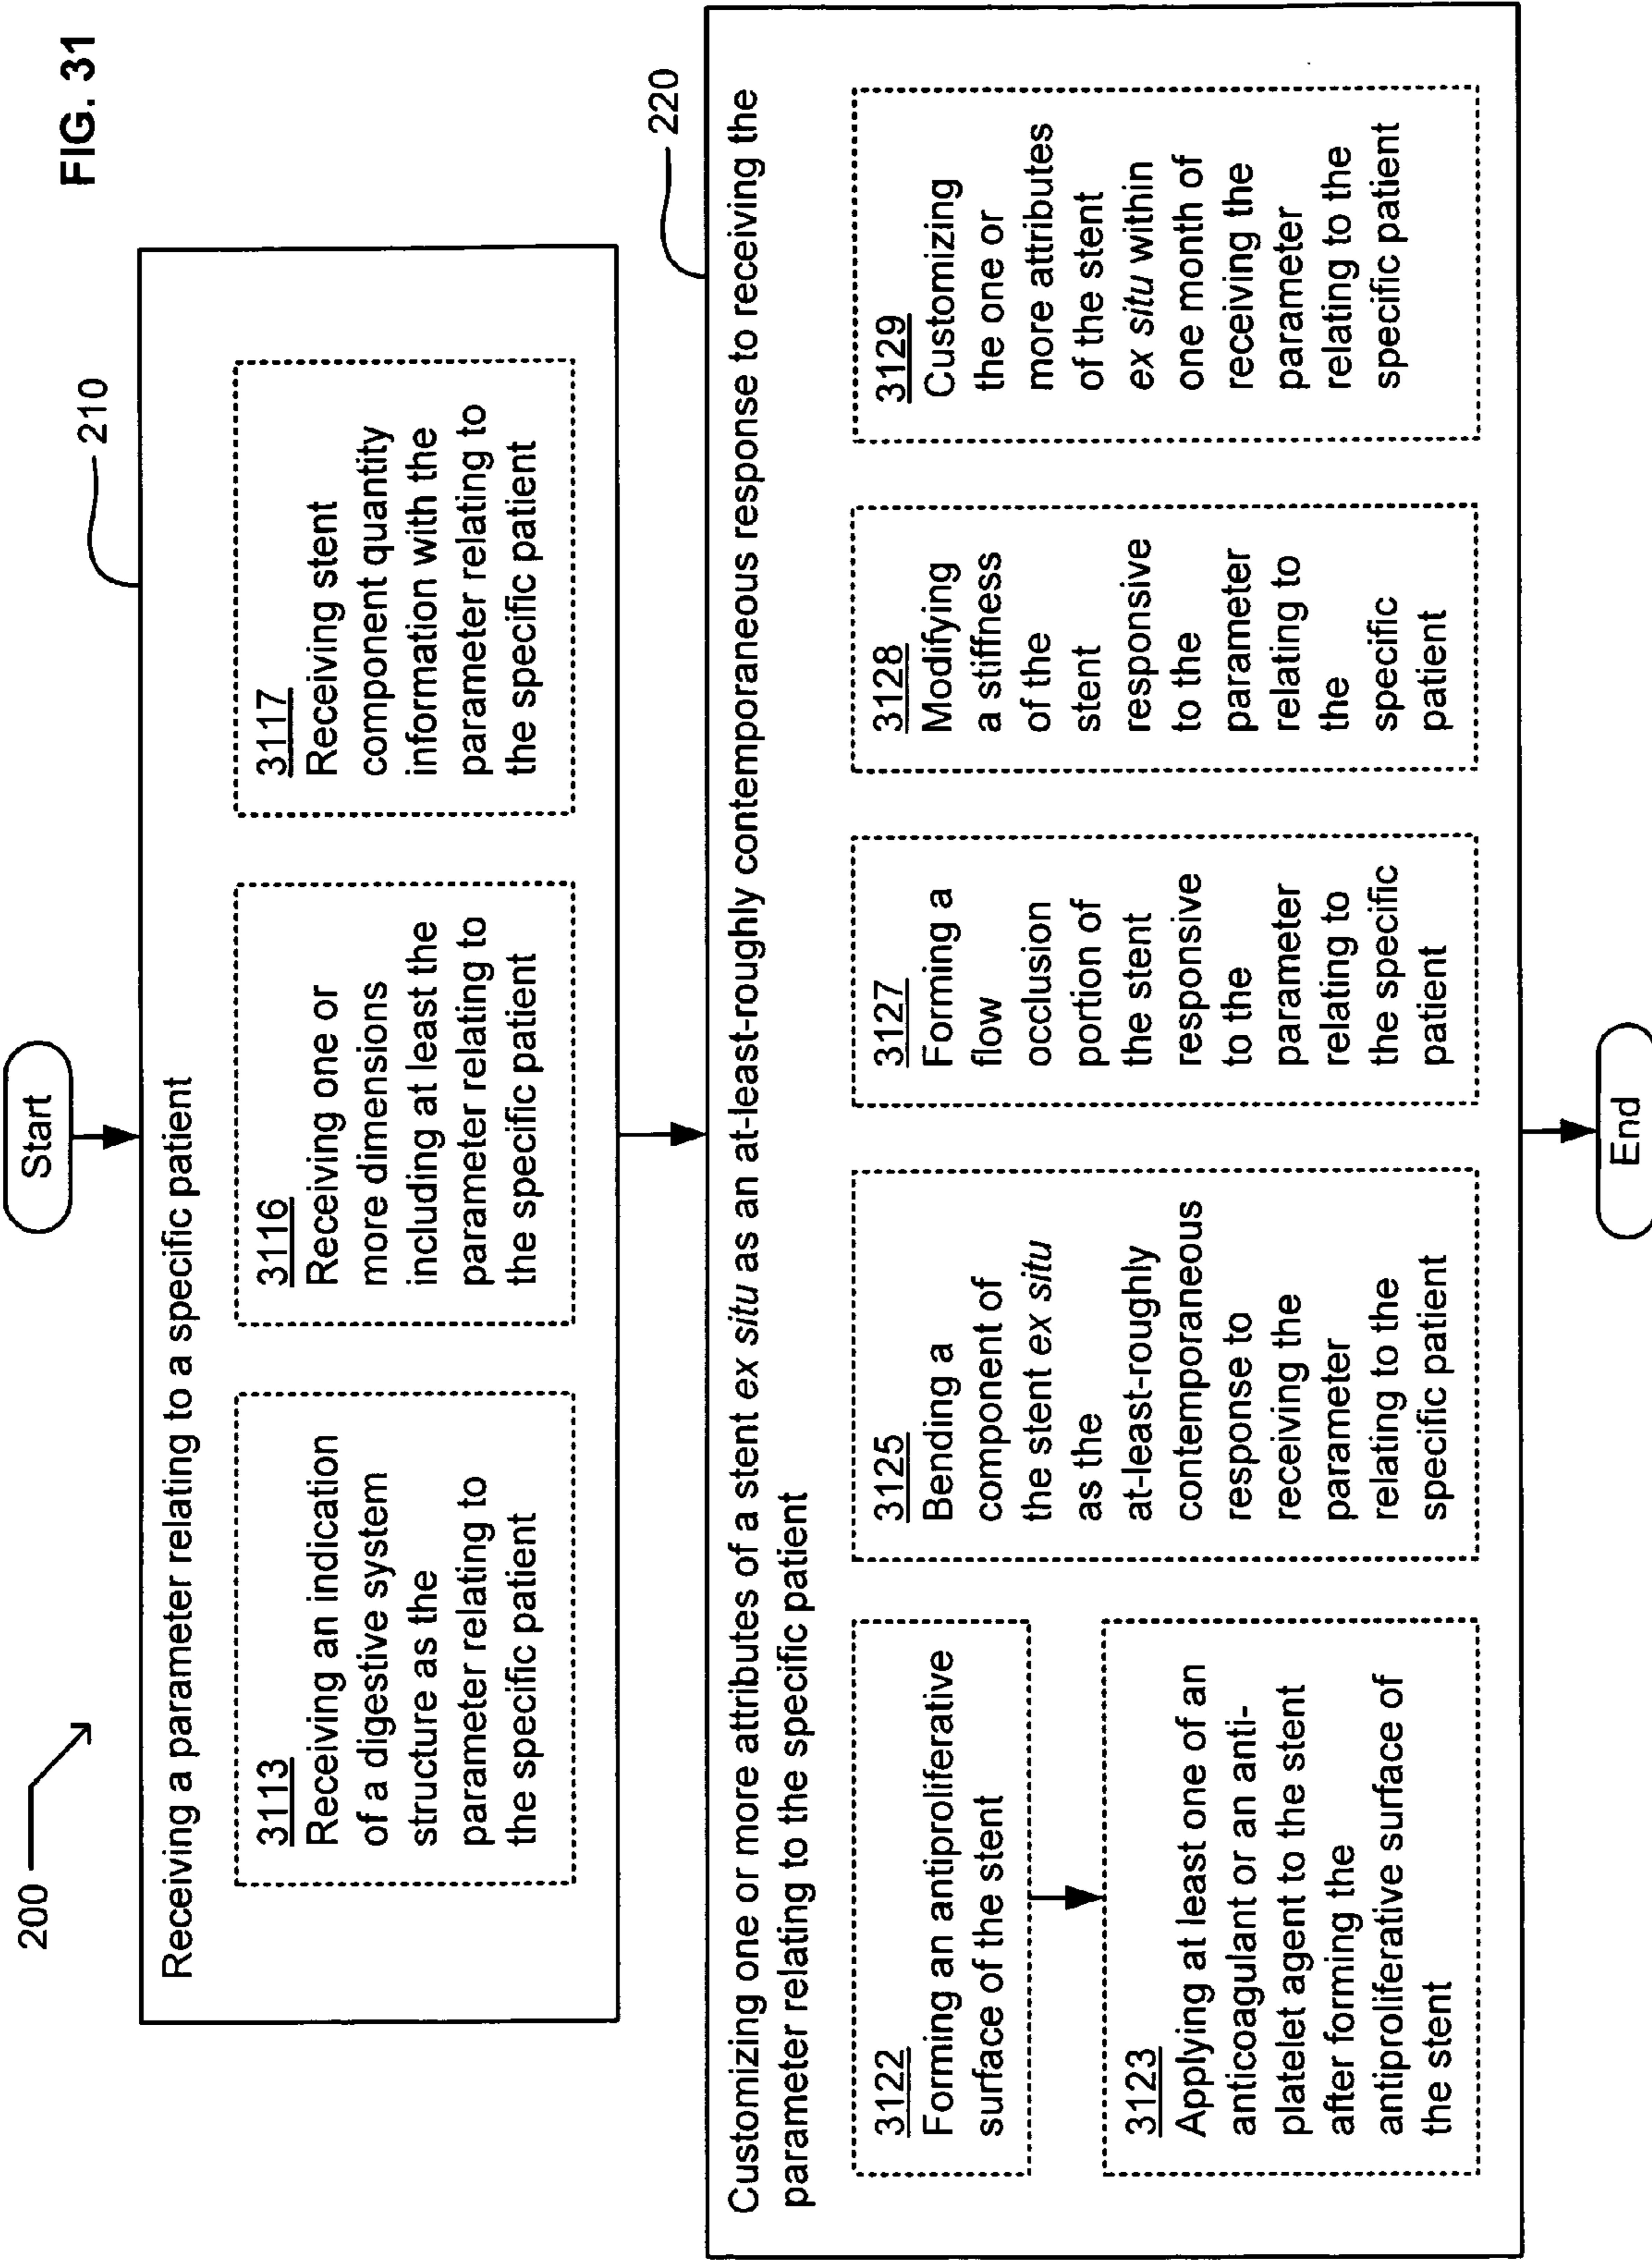 FIG. 31
200
Start
210
Receiving a parameter relating to a specific patient
3113
Receiving an indication
of a digestive system
structure as the
parameter relating to
the specific patient
3116
Receiving one or
more dimensions
including at least the
parameter relating to
the specific patient
3117
Receiving stent
component quantity
information with the
parameter relating to
the specific patient
220
Customizing one or more attributes of a stent ex situ as an at-least-roughly contemporaneous response to receiving the
parameter relating to the specific patient
3122
Forming an antiproliferative
surface of the stent
3123
Applying at least one of an
anticoagulant or an anti-
platelet agent to the stent
after forming the
antiproliferative surface of
the stent
3125
Bending a
component of
the stent ex situ
as the
at-least-roughly
contemporaneous
response to
receiving the
parameter
relating to the
specific patient
3127
Forming a
flow
occlusion
portion of
the stent
responsive
to the
parameter
relating to
the specific
patient
3128
Modifying
a stiffness
of the
stent
responsive
to the
parameter
relating to
the
specific
patient
3129
Customizing
the one or
more attributes
of the stent
ex situ within
one month of
receiving the
parameter
relating to the
specific patient
End